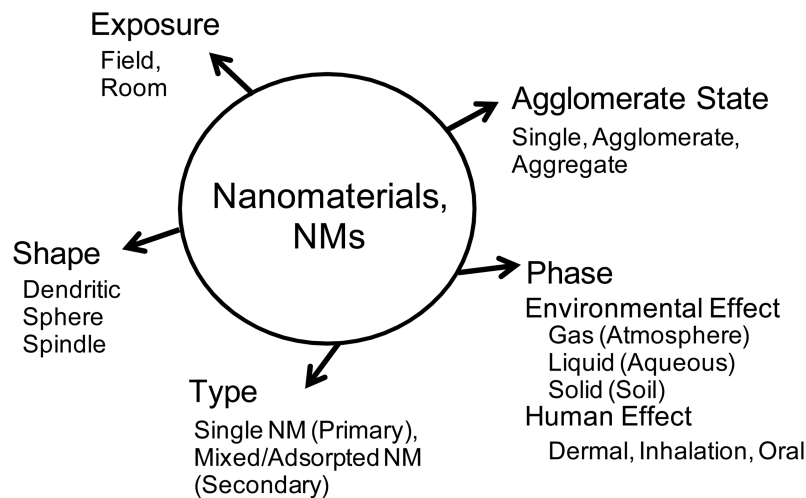 Exposure
Field,
Room
Agglomerate State
Single, Agglomerate,
Aggregate
Nanomaterials,
NMs
Shape
Dendritic
Sphere
Spindle
Phase
Environmental Effect
Gas (Atmosphere)
Liquid (Aqueous)
Solid (Soil)
Human Effect
Dermal, Inhalation, Oral
Type
Single NM (Primary),
Mixed/Adsorpted NM
(Secondary)